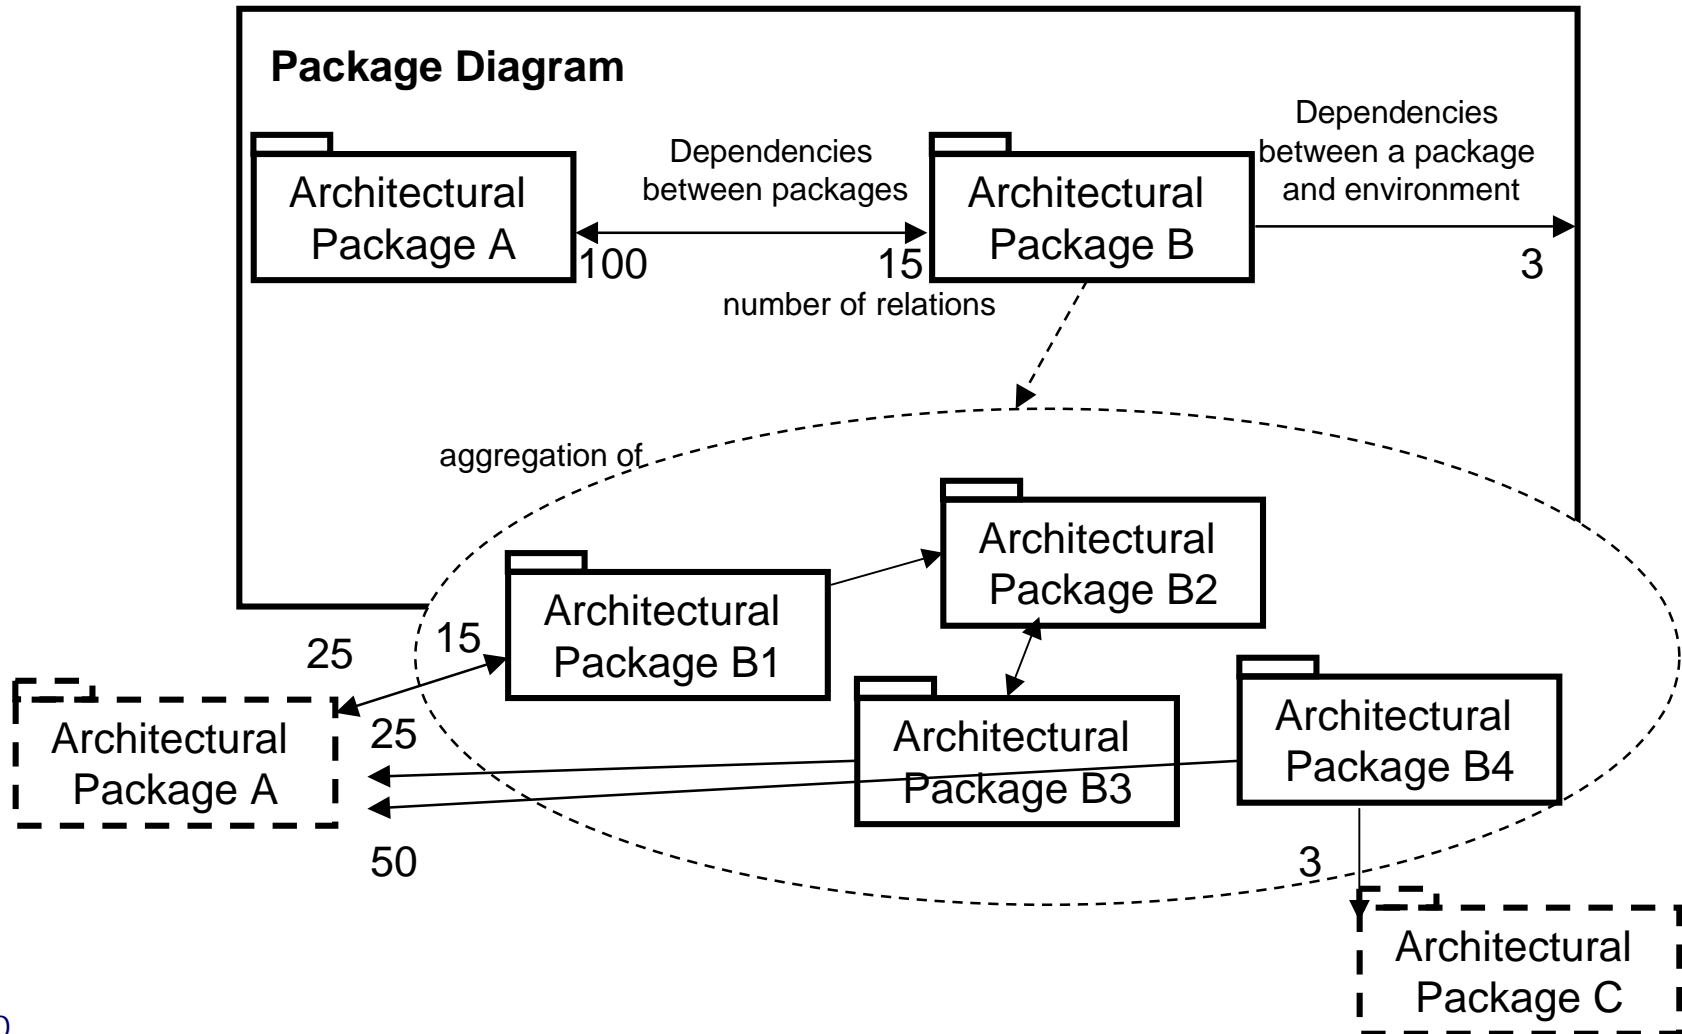 Package Diagram
Dependencies
between a package
and environment
Dependencies
between packages
Architectural
Package A
Architectural
Package B
100
15
3
number of relations
aggregation of
Architectural
Package B2
Architectural
Package B1
25
15
Architectural
Package A
25
Architectural
Package B3
Architectural
Package B4
50
3
Architectural
Package C